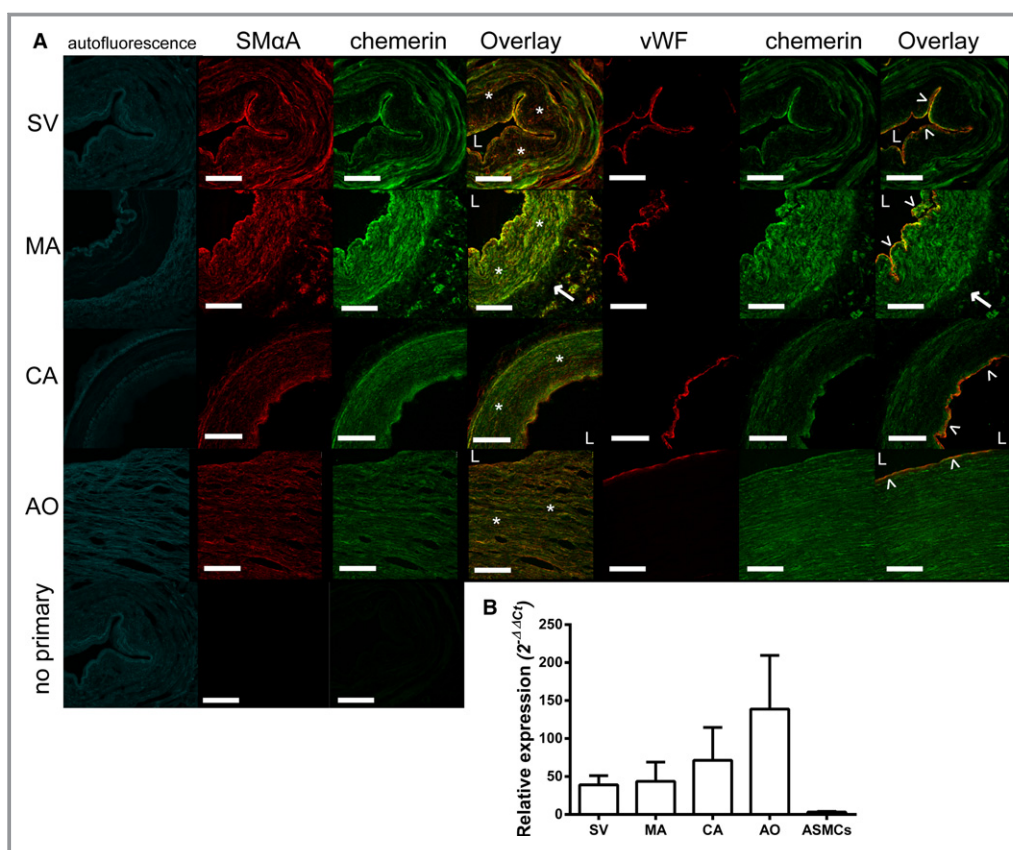 A autofluorescence SMαA chemerin Overlay vWF chemerin Overlay
SV
L
* * *
L
^ ^
MA
L
* *
L
^ ^
CA
* *
L
^ ^
L
AO
L
* *
L
^ ^
no primary
B
Relative expression (2^-ΔΔCt)
250
200
150
100
50
0
SV MA CA AO ASMCs